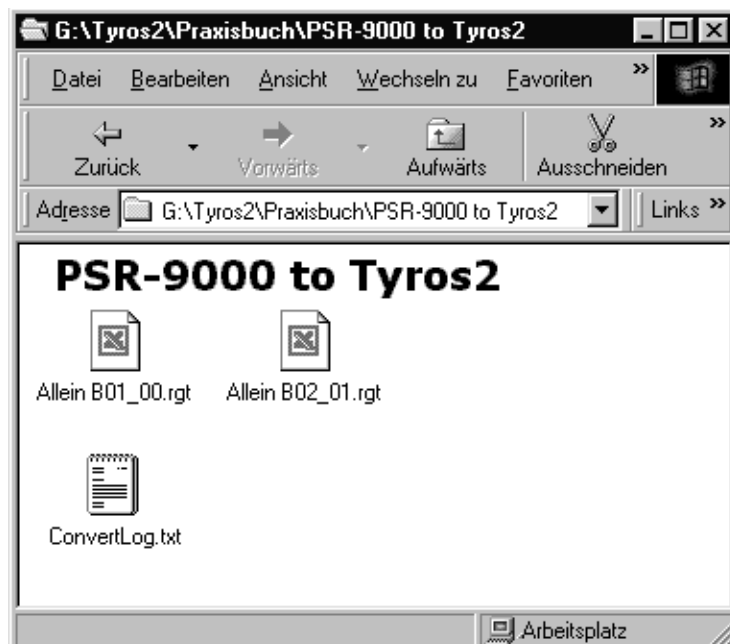 G:\Tyros2\Praxisbuch\PSR-9000 to Tyros2
Datei Bearbeiten Ansicht Wechseln zu Favoriten »
Zurück Vorwärts Aufwärts Ausschneiden »
Adresse G:\Tyros2\Praxisbuch\PSR-9000 to Tyros2 Links »
PSR-9000 to Tyros2
Allein B01_00.rgt Allein B02_01.rgt
ConvertLog.txt
Arbeitsplatz